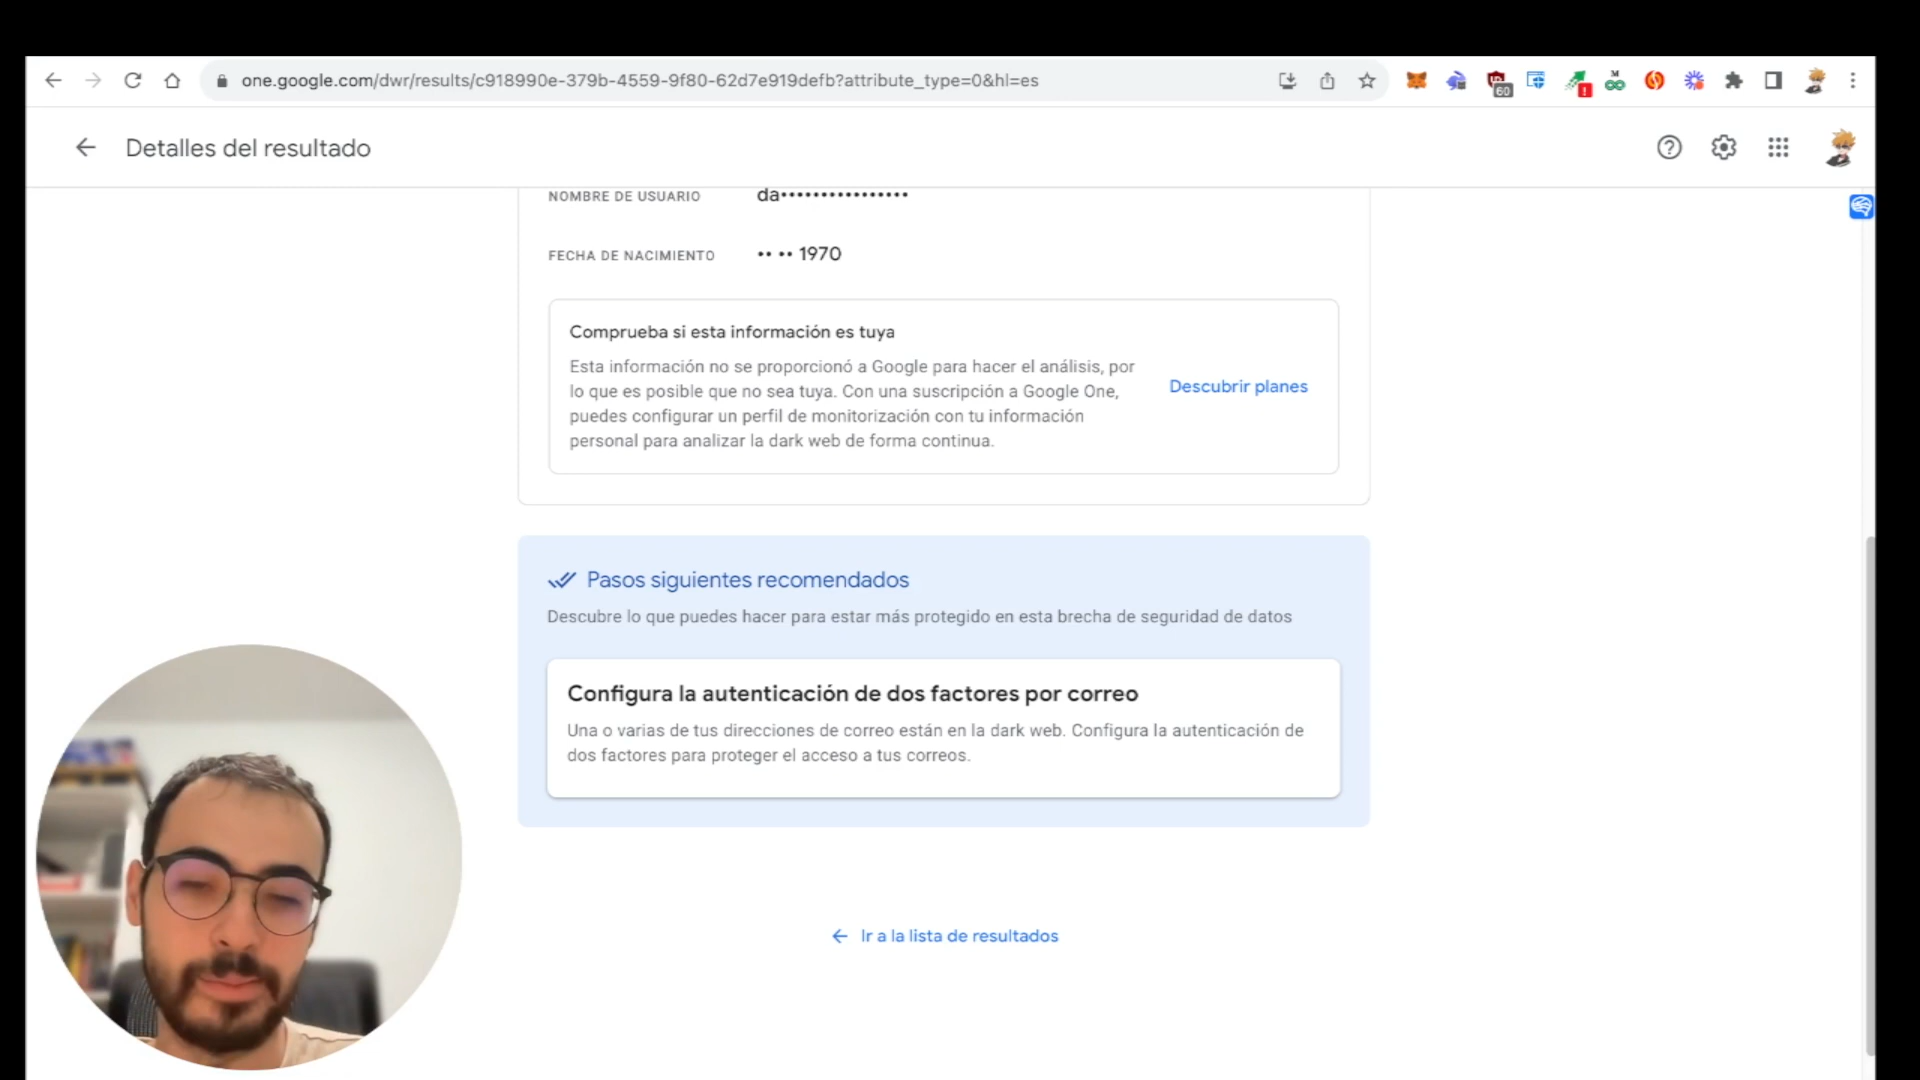 one.google.com/dwr/results/c918990e-379b-4559-9f80-62d7e919defb?attribute_type=0&hl=es
60
!
M
Detalles del resultado
NOMBRE DE USUARIO da••••••••••••••••
FECHA DE NACIMIENTO •• •• 1970
Comprueba si esta información es tuya
Esta información no se proporcionó a Google para hacer el análisis, por
lo que es posible que no sea tuya. Con una suscripción a Google One,
puedes configurar un perfil de monitorización con tu información
personal para analizar la dark web de forma continua.
Descubrir planes
Pasos siguientes recomendados
Descubre lo que puedes hacer para estar más protegido en esta brecha de seguridad de datos
Configura la autenticación de dos factores por correo
Una o varias de tus direcciones de correo están en la dark web. Configura la autenticación de
dos factores para proteger el acceso a tus correos.
← Ir a la lista de resultados